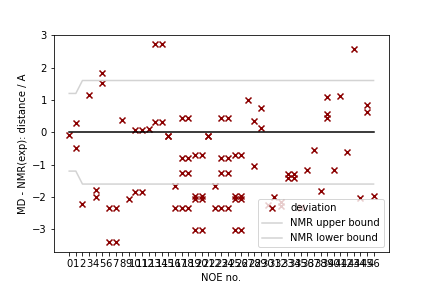 3
2
1
0
−1
−2
−3
MD - NMR(exp): distance / A
deviation
NMR upper bound
NMR lower bound
NOE no.